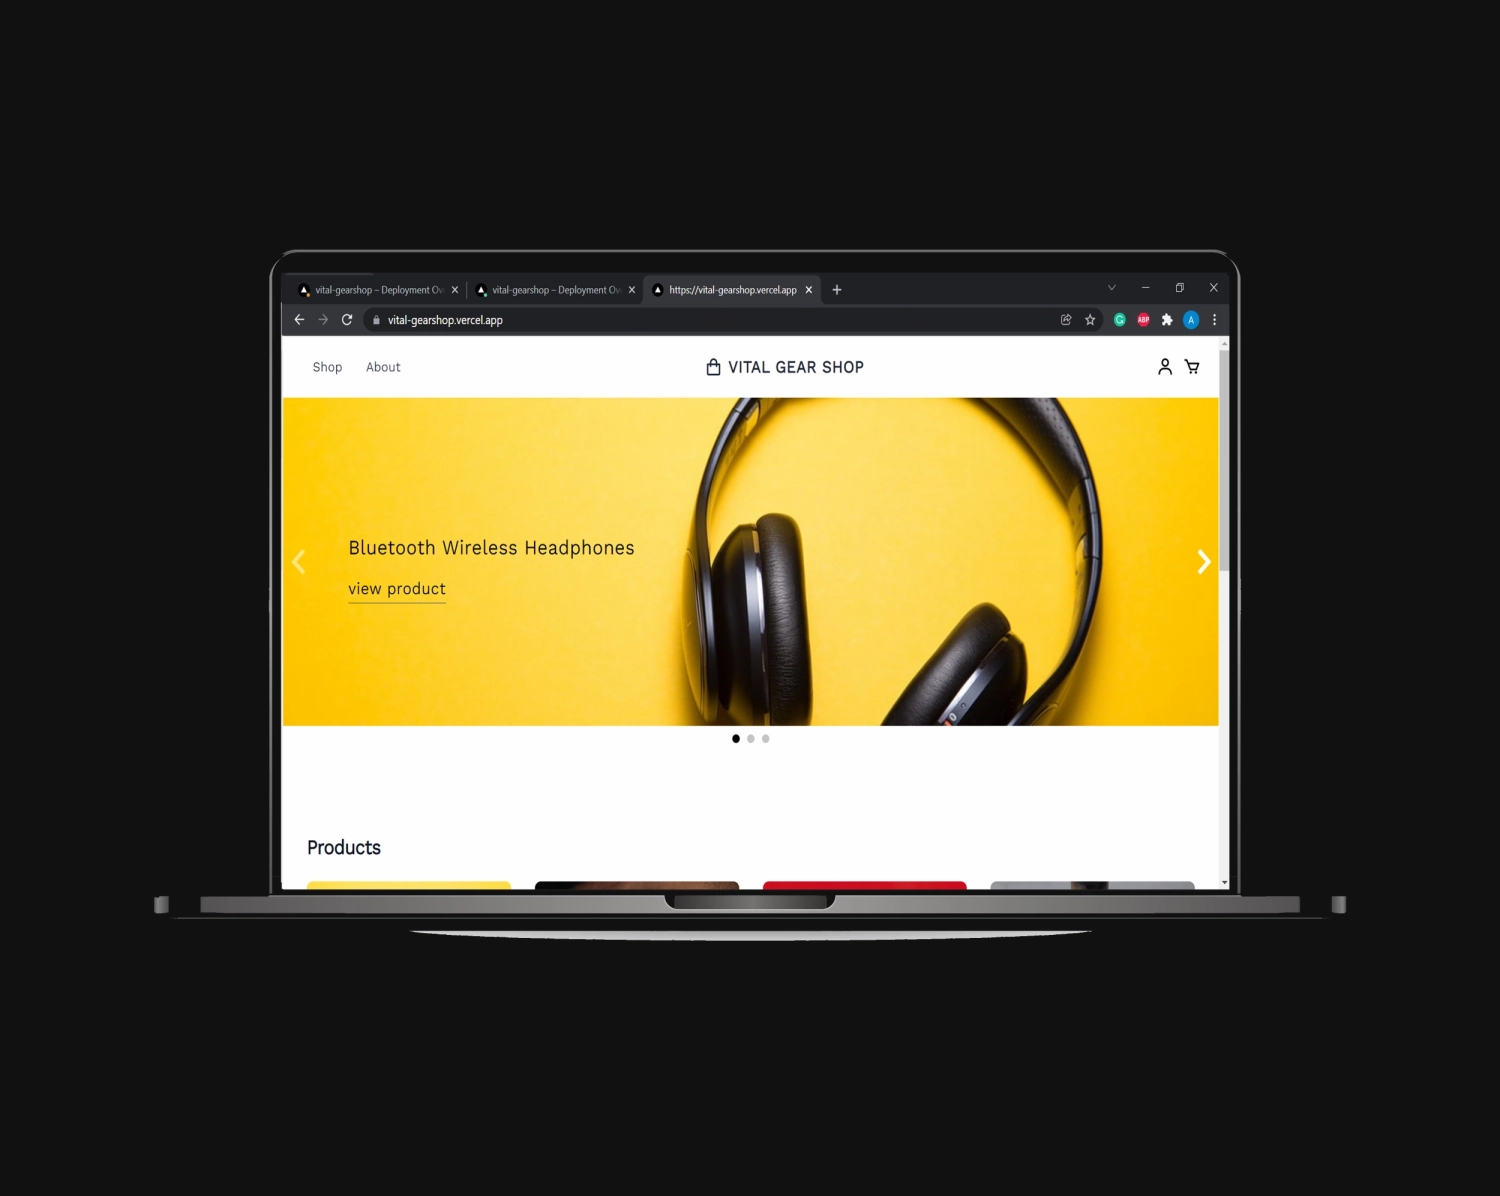 vital-gearshop – Deployment Ov
vital-gearshop – Deployment Ov
https://vital-gearshop.vercel.app
vital-gearshop.vercel.app
ABP
A
Shop
About
VITAL GEAR SHOP
Bluetooth Wireless Headphones
view product
Products